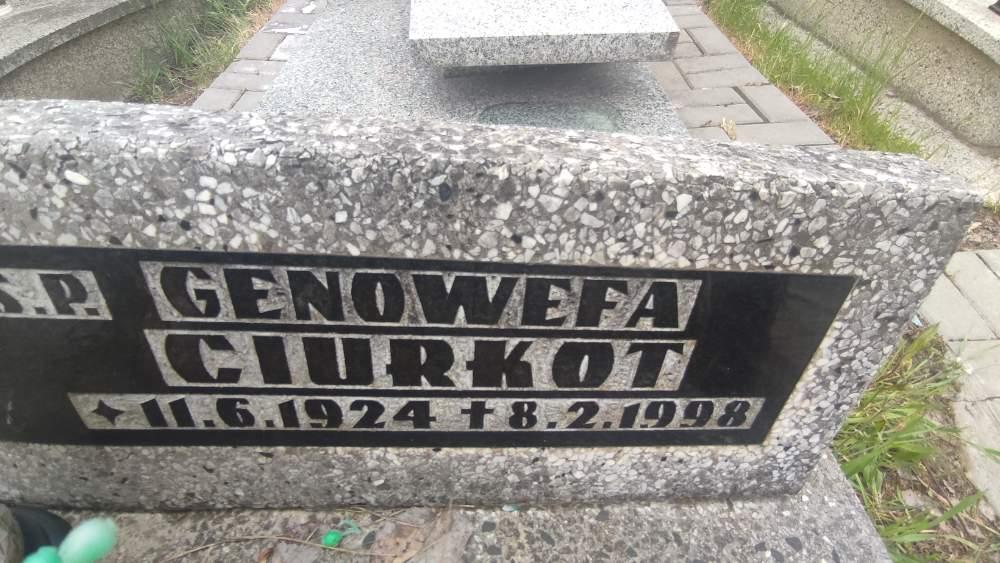 Ś.P. GENOWEFA
CIURKOT
11.6.1924 ✝ 8.2.1998